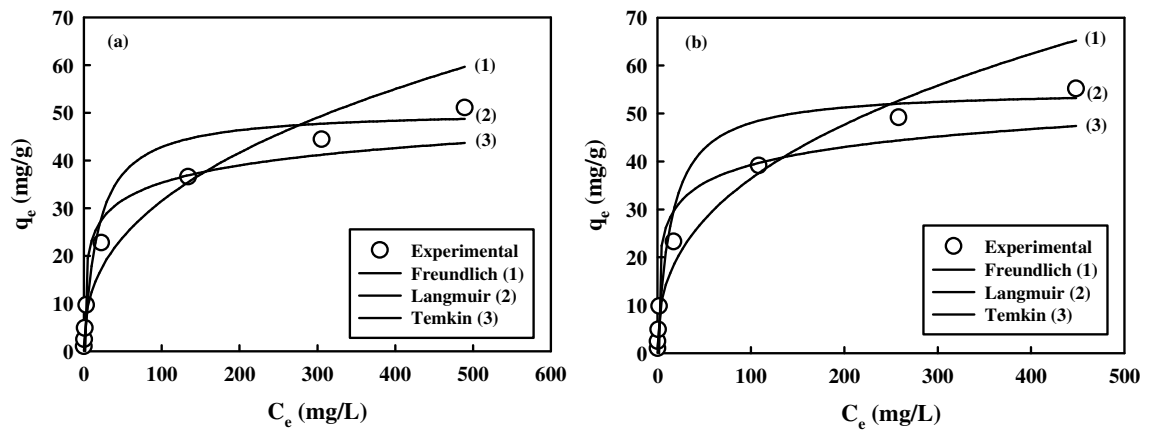 (a)
q_e (mg/g)
70
60
50
40
30
20
10
0
0 100 200 300 400 500 600
C_e (mg/L)
(1)
(2)
(3)
Experimental
Freundlich (1)
Langmuir (2)
Temkin (3)
(b)
q_e (mg/g)
70
60
50
40
30
20
10
0
0 100 200 300 400 500
C_e (mg/L)
(1)
(2)
(3)
Experimental
Freundlich (1)
Langmuir (2)
Temkin (3)